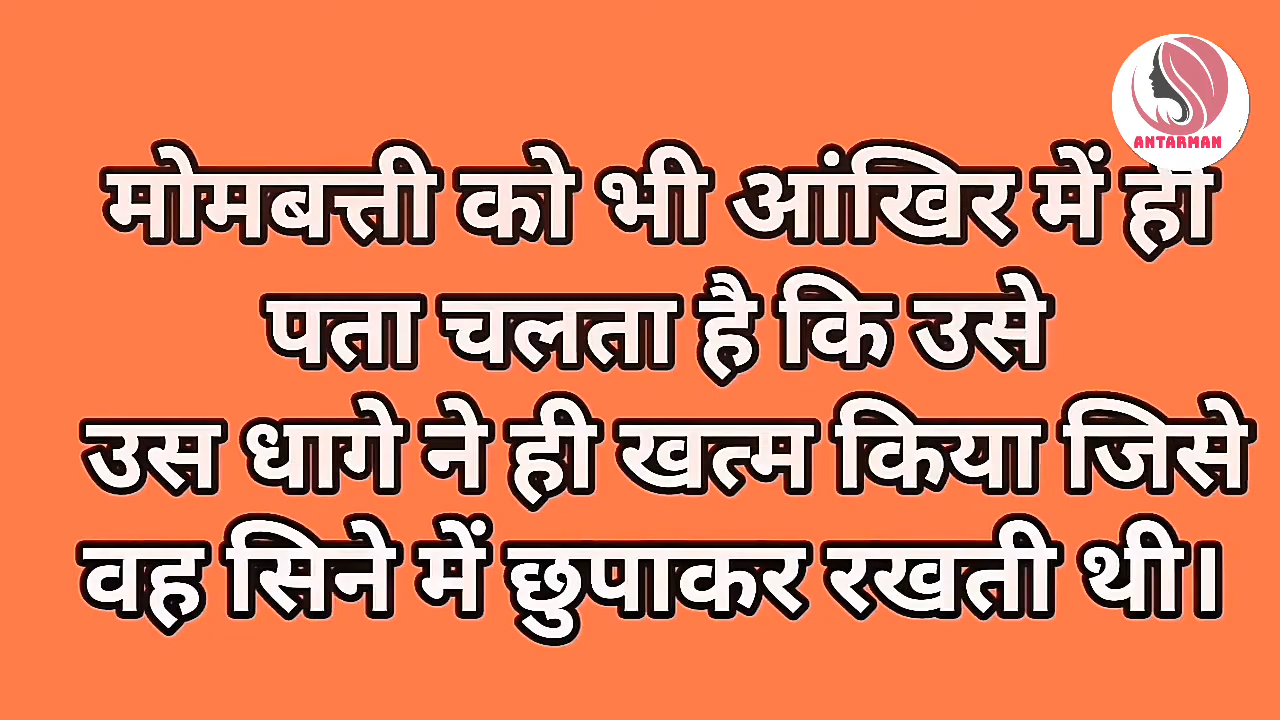 ANTARMAN
मोमबत्ती को भी आंखिर में ही
पता चलता है कि उसे
उस धागे ने ही खत्म किया जिसे
वह सिने में छुपाकर रखती थी।